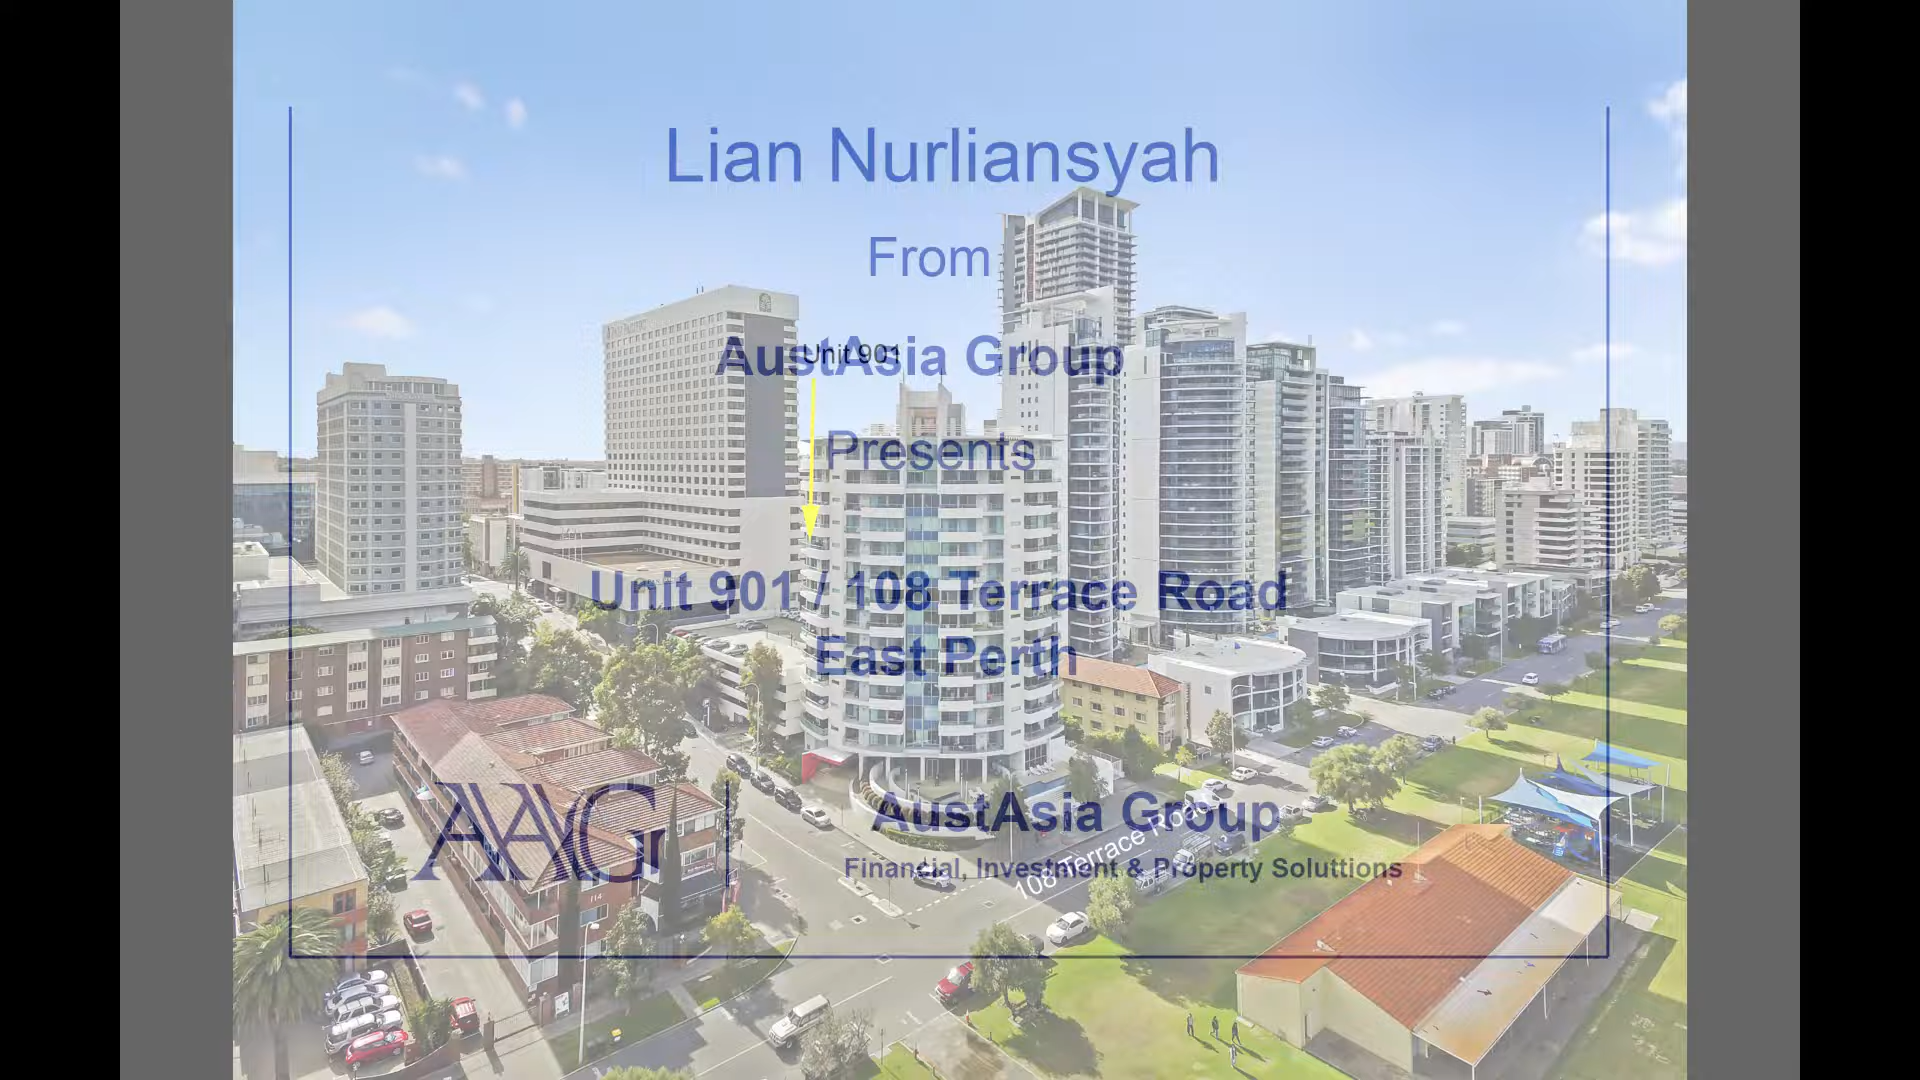 Lian Nurliansyah
From
AustAsia Group
Unit 901
Presents
Unit 901 / 108 Terrace Road
East Perth
AAG
AustAsia Group
Financial, Investment & Property Soluttions
108 Terrace Road
114